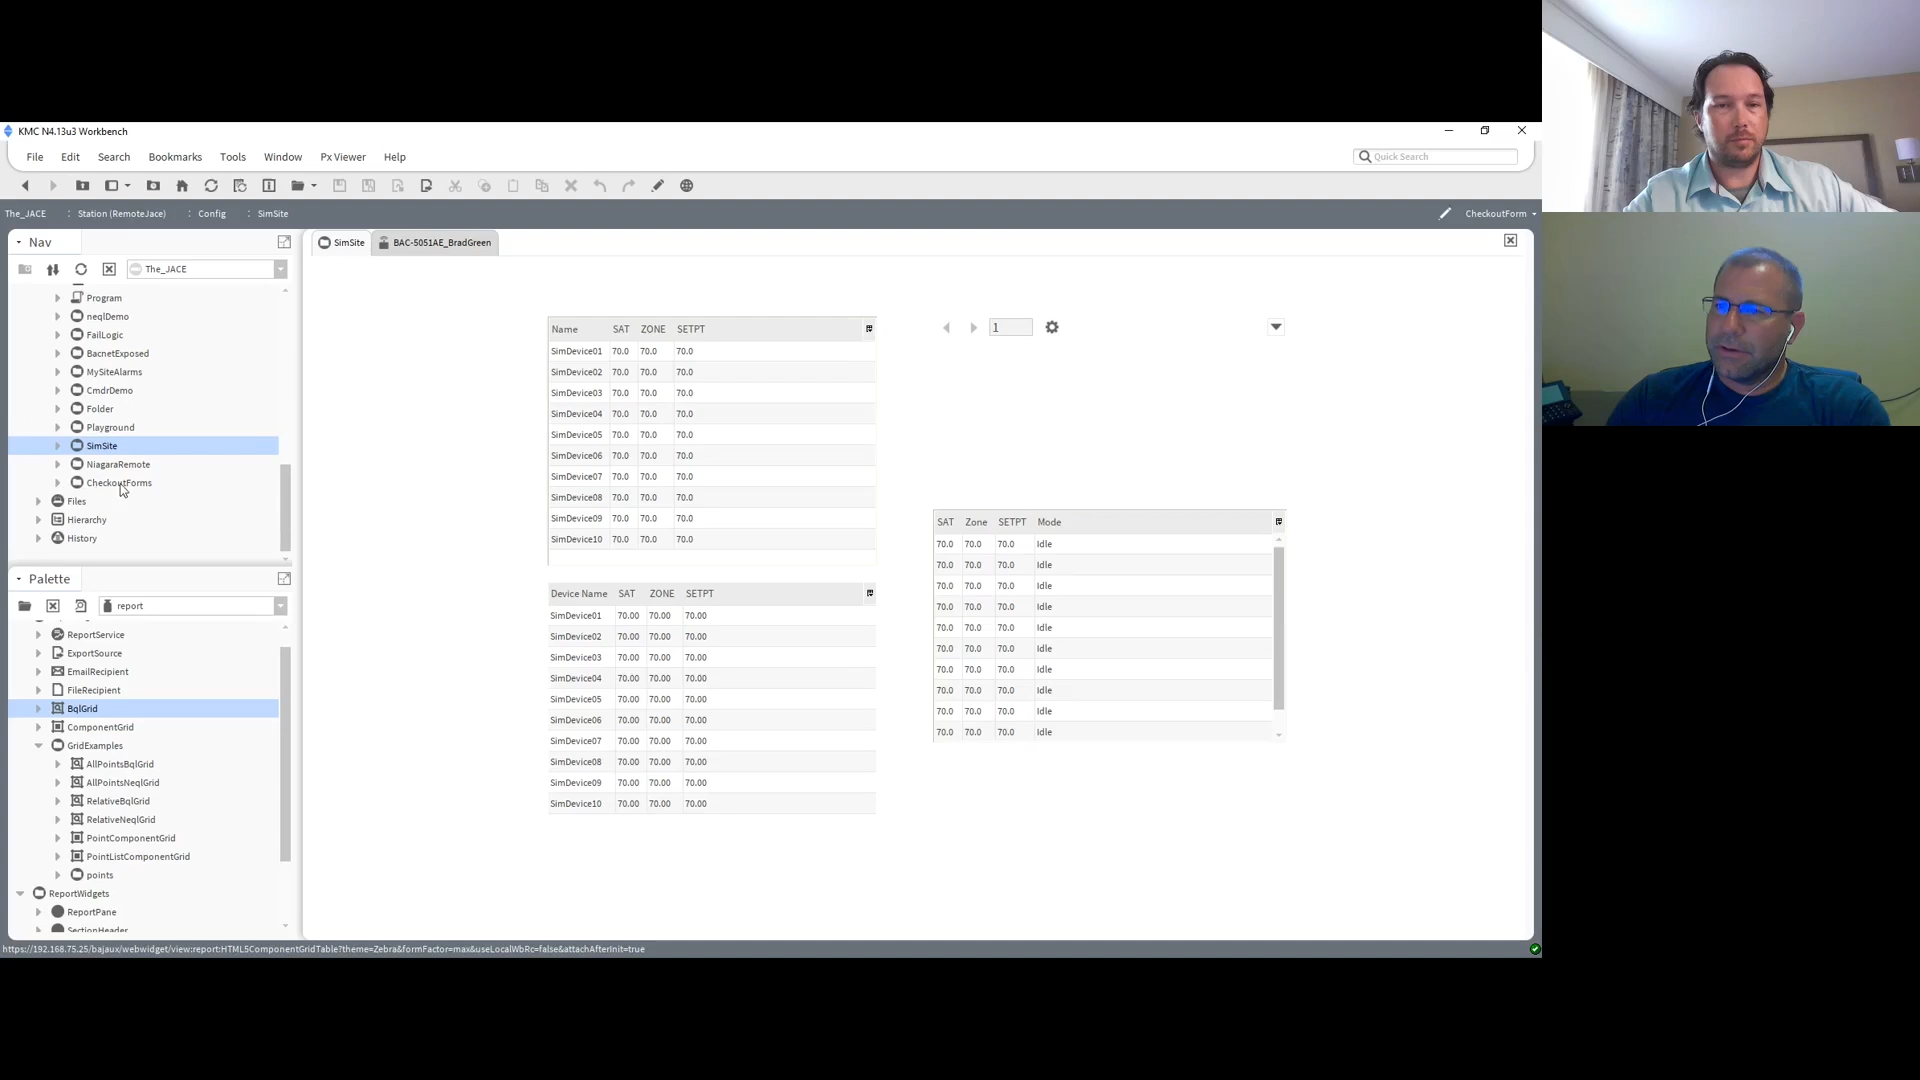 KMC N4.13u3 Workbench
File Edit Search Bookmarks Tools Window Px Viewer Help
Quick Search
The_JACE : Station (RemoteJace) : Config : SimSite
CheckoutForm
Nav
The_JACE
Program
neqlDemo
FailLogic
BacnetExposed
MySiteAlarms
CmdrDemo
Folder
Playground
SimSite
NiagaraRemote
CheckoutForms
Files
Hierarchy
History
Palette
report
ReportService
ExportSource
EmailRecipient
FileRecipient
BqlGrid
ComponentGrid
GridExamples
AllPointsBqlGrid
AllPointsNeqlGrid
RelativeBqlGrid
RelativeNeqlGrid
PointComponentGrid
PointListComponentGrid
points
ReportWidgets
ReportPane
SectionHeader
SimSite BAC-5051AE_BradGreen
Name SAT ZONE SETPT
SimDevice01 70.0 70.0 70.0
SimDevice02 70.0 70.0 70.0
SimDevice03 70.0 70.0 70.0
SimDevice04 70.0 70.0 70.0
SimDevice05 70.0 70.0 70.0
SimDevice06 70.0 70.0 70.0
SimDevice07 70.0 70.0 70.0
SimDevice08 70.0 70.0 70.0
SimDevice09 70.0 70.0 70.0
SimDevice10 70.0 70.0 70.0
Device Name SAT ZONE SETPT
SimDevice01 70.00 70.00 70.00
SimDevice02 70.00 70.00 70.00
SimDevice03 70.00 70.00 70.00
SimDevice04 70.00 70.00 70.00
SimDevice05 70.00 70.00 70.00
SimDevice06 70.00 70.00 70.00
SimDevice07 70.00 70.00 70.00
SimDevice08 70.00 70.00 70.00
SimDevice09 70.00 70.00 70.00
SimDevice10 70.00 70.00 70.00
1
SAT Zone SETPT Mode
70.0 70.0 70.0 Idle
70.0 70.0 70.0 Idle
70.0 70.0 70.0 Idle
70.0 70.0 70.0 Idle
70.0 70.0 70.0 Idle
70.0 70.0 70.0 Idle
70.0 70.0 70.0 Idle
70.0 70.0 70.0 Idle
70.0 70.0 70.0 Idle
70.0 70.0 70.0 Idle
https://192.168.75.25/bajaux/webwidget/view:report:HTML5ComponentGridTable?theme=Zebra&formFactor=max&useLocalWbRc=false&attachAfterInit=true